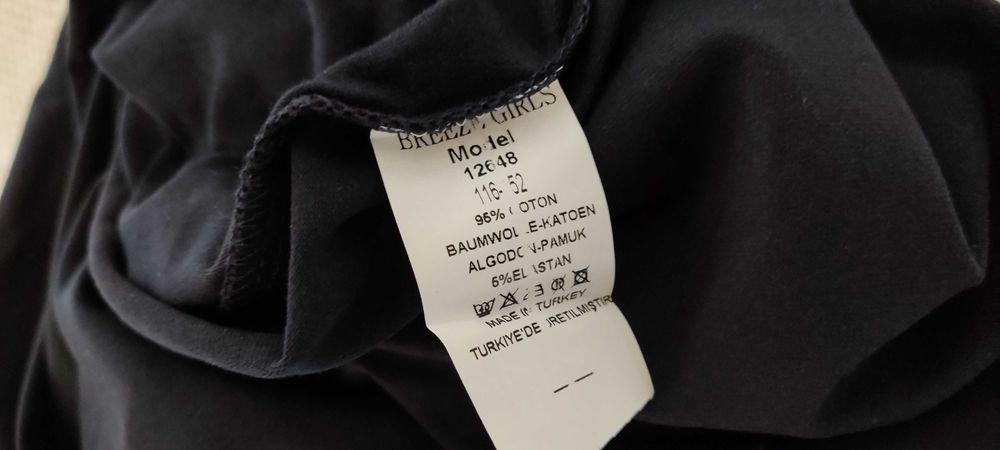 BREEZE GIRLS
Model
12648
116- 52
95% COTON
BAUMWOLLE-KATOEN
ALGODON-PAMUK
5%ELASTAN
MADE IN TURKEY
TURKIYE'DE URETILMISTIR